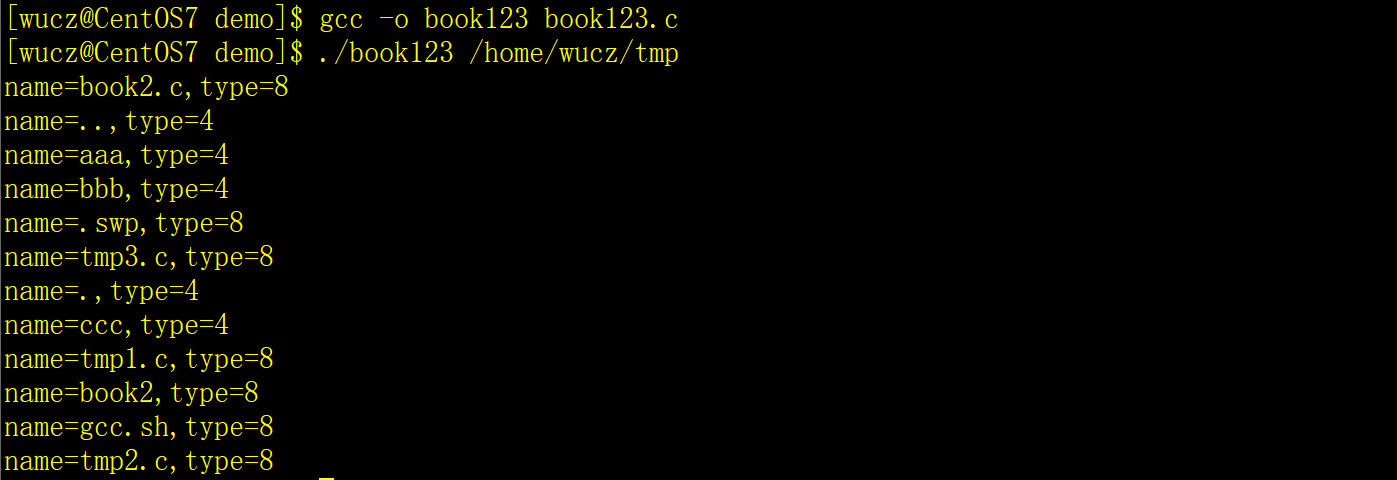 [wucz@CentOS7 demo]$ gcc -o book123 book123.c
[wucz@CentOS7 demo]$ ./book123 /home/wucz/tmp
name=book2.c,type=8
name=..,type=4
name=aaa,type=4
name=bbb,type=4
name=.swp,type=8
name=tmp3.c,type=8
name=.,type=4
name=ccc,type=4
name=tmp1.c,type=8
name=book2,type=8
name=gcc.sh,type=8
name=tmp2.c,type=8